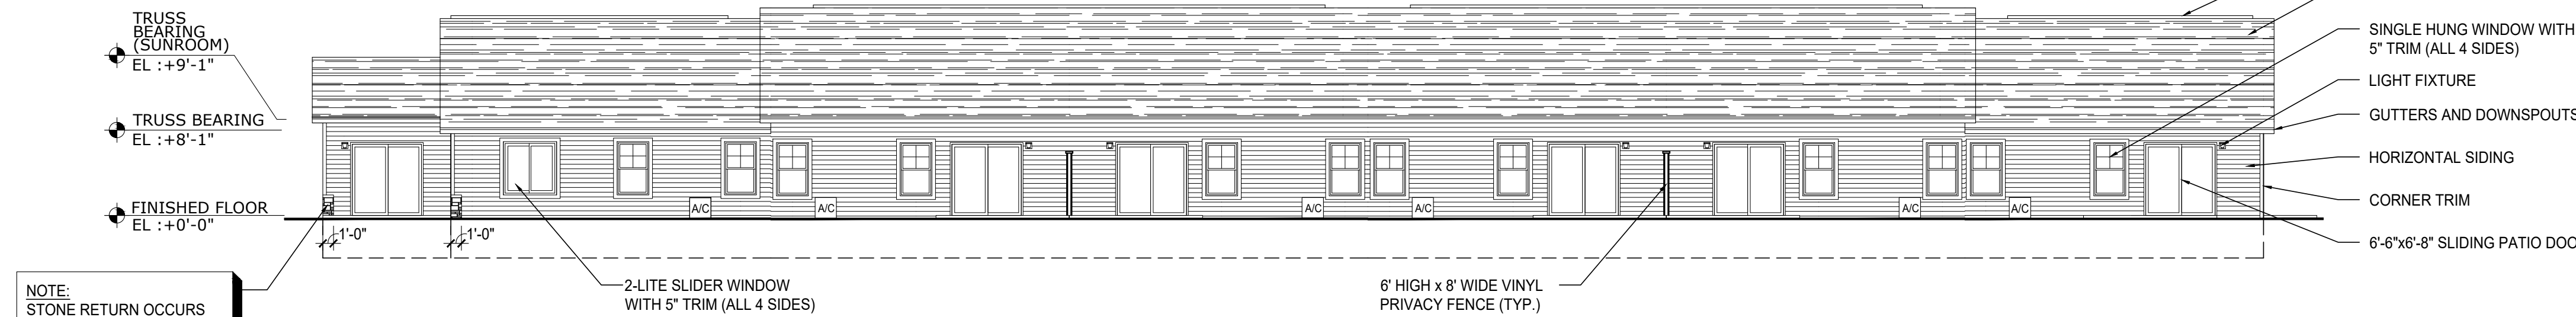 TRUSS
BEARING
(SUNROOM)
EL :+9'-1"
TRUSS BEARING
EL :+8'-1"
FINISHED FLOOR
EL :+0'-0"
1'-0"
1'-0"
NOTE:
STONE RETURN OCCURS
2-LITE SLIDER WINDOW
WITH 5" TRIM (ALL 4 SIDES)
A/C
A/C
A/C
A/C
A/C
A/C
6' HIGH x 8' WIDE VINYL
PRIVACY FENCE (TYP.)
SINGLE HUNG WINDOW WITH
5" TRIM (ALL 4 SIDES)
LIGHT FIXTURE
GUTTERS AND DOWNSPOUTS
HORIZONTAL SIDING
CORNER TRIM
6'-6"x6'-8" SLIDING PATIO